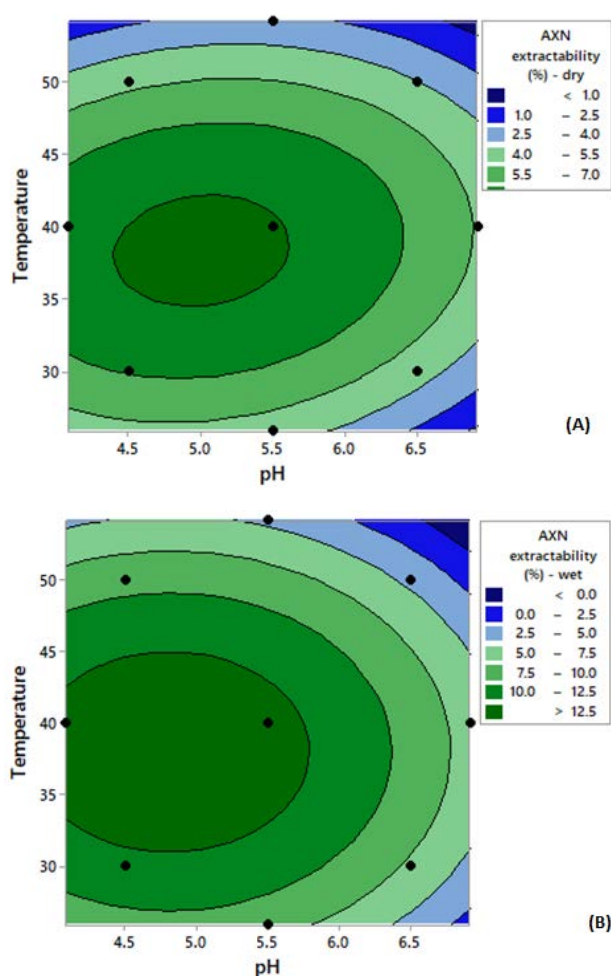 AXN
extractability
(%) - dry
< 1.0
1.0 – 2.5
2.5 – 4.0
4.0 – 5.5
5.5 – 7.0
Temperature
50
45
40
35
30
4.5 5.0 5.5 6.0 6.5
pH
(A)
AXN
extractability
(%) - wet
< 0.0
0.0 – 2.5
2.5 – 5.0
5.0 – 7.5
7.5 – 10.0
10.0 – 12.5
> 12.5
Temperature
50
45
40
35
30
4.5 5.0 5.5 6.0 6.5
pH
(B)